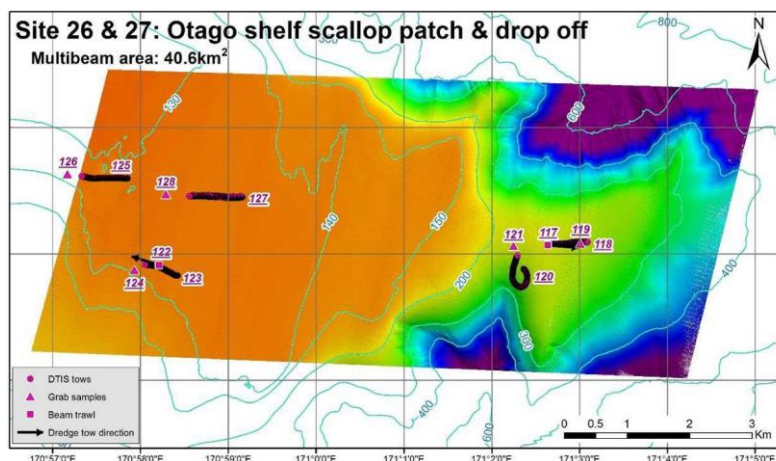 Site 26 & 27: Otago shelf scallop patch & drop off
Multibeam area: 40.6km²
N
800
130
600
126
125
128
127
140
150
119
121
117
118
122
123
124
120
200
400
300
DTIS tows
Grab samples
Beam trawl
Dredge tow direction
400
600
0 0.5 1 2 3
Km
170°57'0"E 170°58'0"E 170°59'0"E 171°0'0"E 171°1'0"E 171°2'0"E 171°3'0"E 171°4'0"E 171°5'0"E